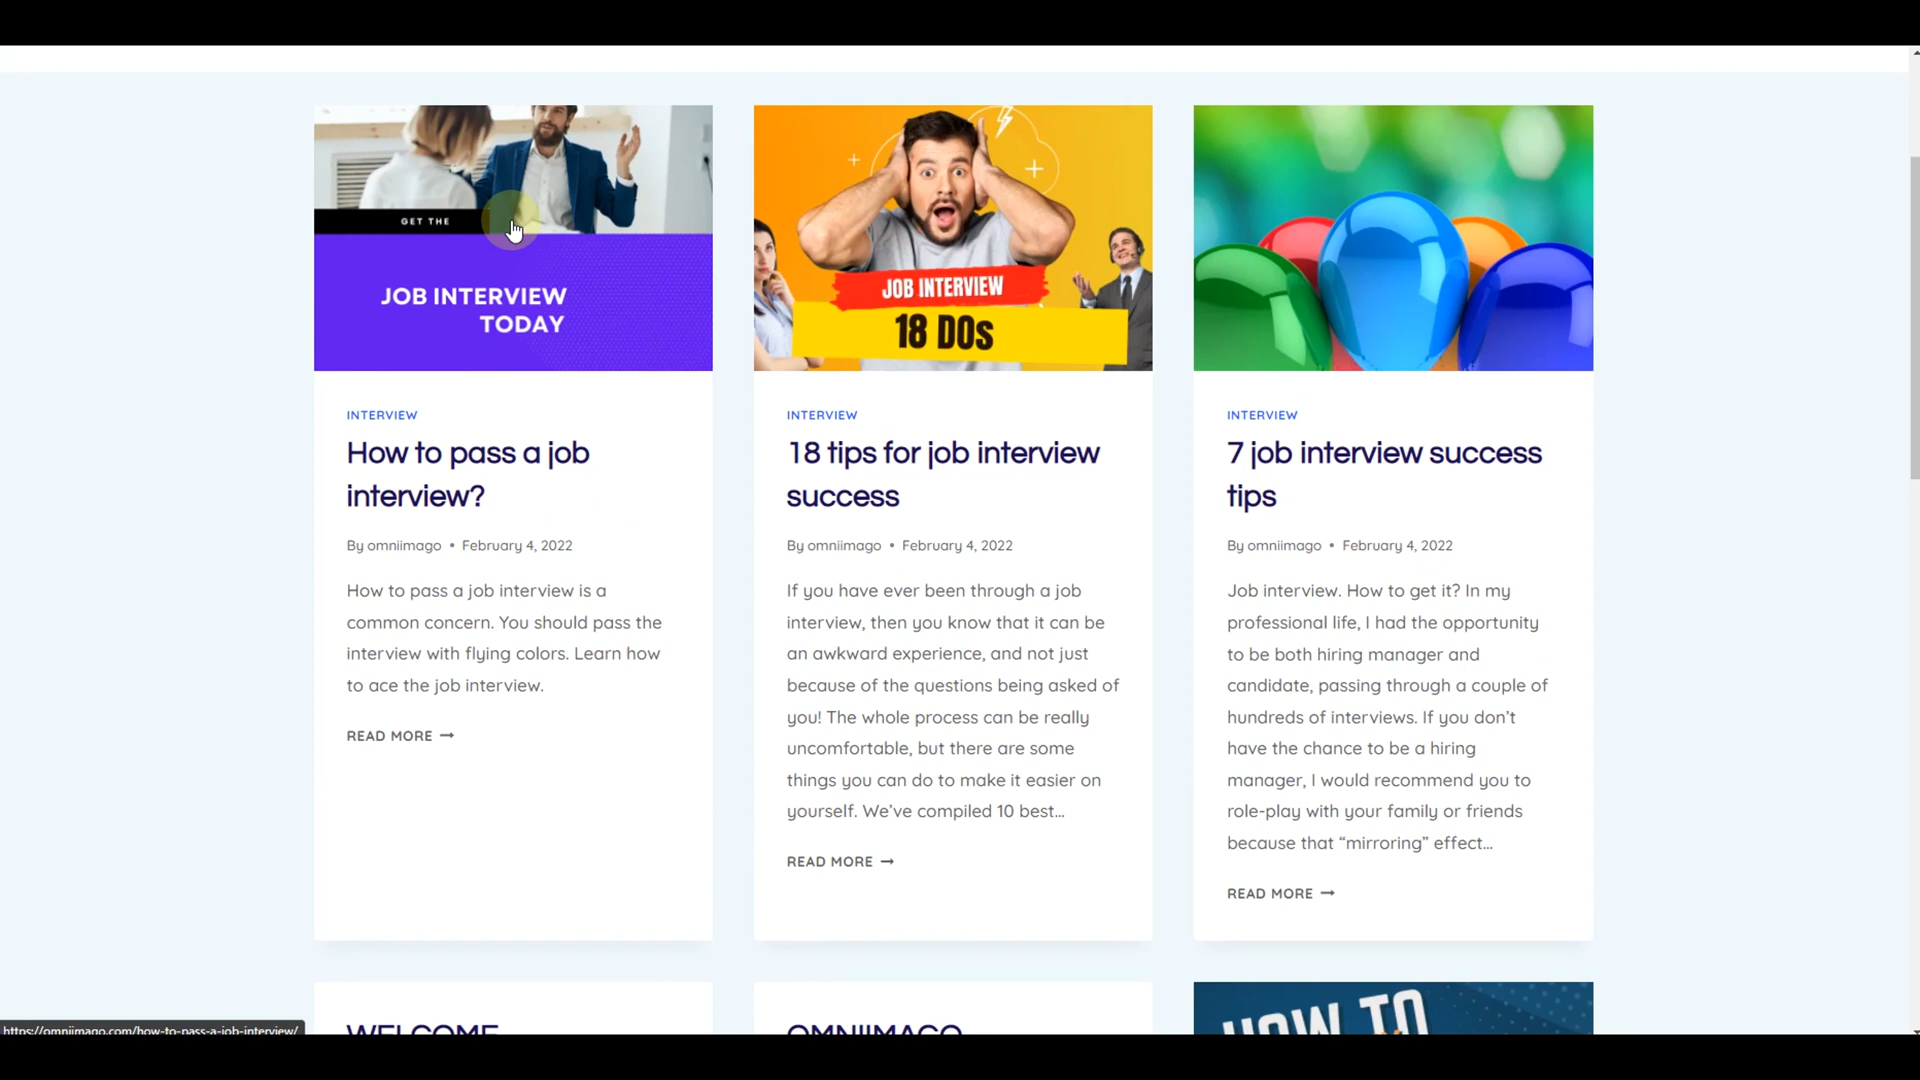 GET THE
JOB INTERVIEW
TODAY
INTERVIEW
How to pass a job
interview?
By omniimago • February 4, 2022
How to pass a job interview is a
common concern. You should pass the
interview with flying colors. Learn how
to ace the job interview.
READ MORE →
JOB INTERVIEW
18 DOs
INTERVIEW
18 tips for job interview
success
By omniimago • February 4, 2022
If you have ever been through a job
interview, then you know that it can be
an awkward experience, and not just
because of the questions being asked of
you! The whole process can be really
uncomfortable, but there are some
things you can do to make it easier on
yourself. We’ve compiled 10 best...
READ MORE →
INTERVIEW
7 job interview success
tips
By omniimago • February 4, 2022
Job interview. How to get it? In my
professional life, I had the opportunity
to be both hiring manager and
candidate, passing through a couple of
hundreds of interviews. If you don’t
have the chance to be a hiring
manager, I would recommend you to
role-play with your family or friends
because that “mirroring” effect...
READ MORE →
WELCOME
OMNIIMAGO
HOW TO
https://omniimago.com/how-to-pass-a-job-interview/